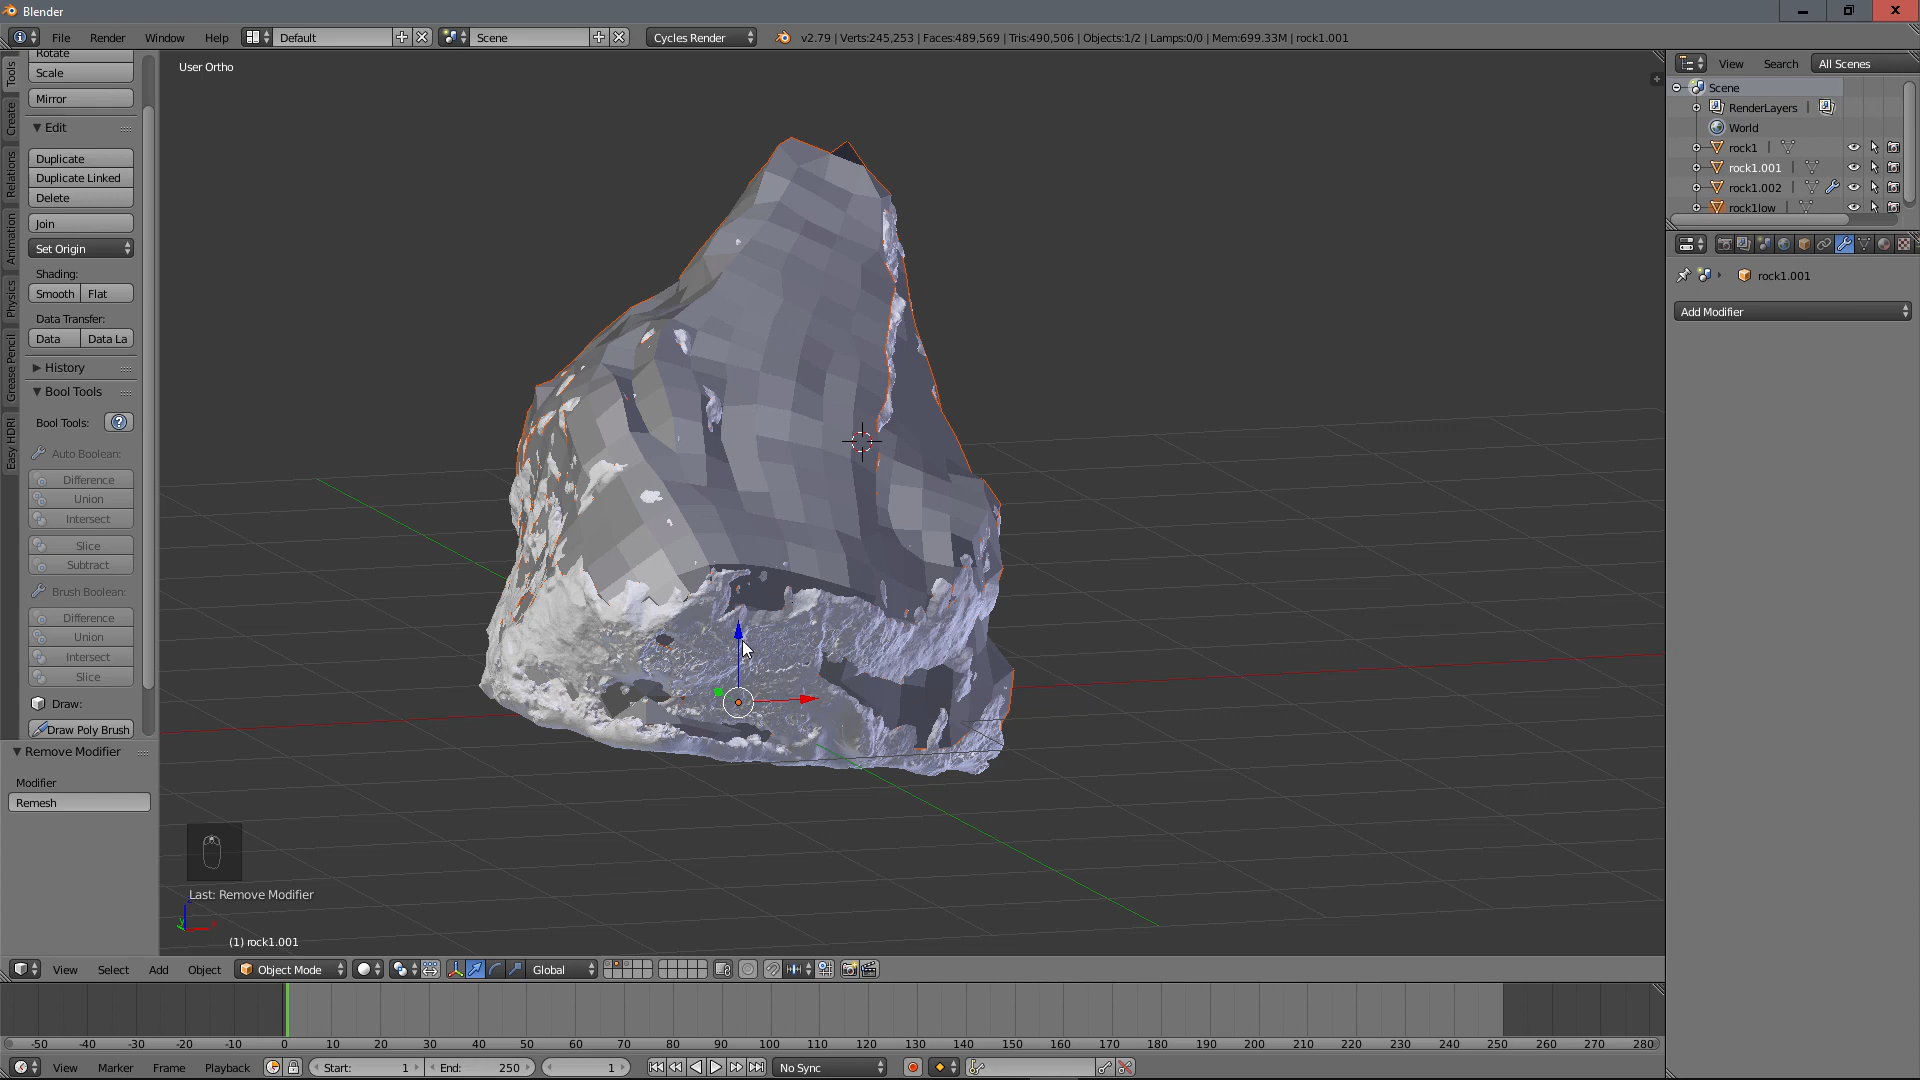 Blender
File Render Window Help Default Scene Cycles Render v2.79 | Verts:245,253 | Faces:489,569 | Tris:490,506 | Objects:1/2 | Lamps:0/0 | Mem:699.33M | rock1.001
User Ortho
Tools
Create
Relations
Animation
Physics
Grease Pencil
Easy HDRI
Rotate
Scale
Mirror
Edit
Duplicate
Duplicate Linked
Delete
Join
Set Origin
Shading:
Smooth Flat
Data Transfer:
Data Data La
History
Bool Tools
Bool Tools:
Auto Boolean:
Difference
Union
Intersect
Slice
Subtract
Brush Boolean:
Difference
Union
Intersect
Slice
Draw:
Draw Poly Brush
Remove Modifier
Modifier
Remesh
Last: Remove Modifier
(1) rock1.001
View Search All Scenes
Scene
RenderLayers |
World
rock1 |
rock1.001 |
rock1.002 |
rock1low |
rock1.001
Add Modifier
View Select Add Object Object Mode Global
-50 -40 -30 -20 -10 0 10 20 30 40 50 60 70 80 90 100 110 120 130 140 150 160 170 180 190 200 210 220 230 240 250 260 270 280
View Marker Frame Playback Start: 1 End: 250 1 No Sync